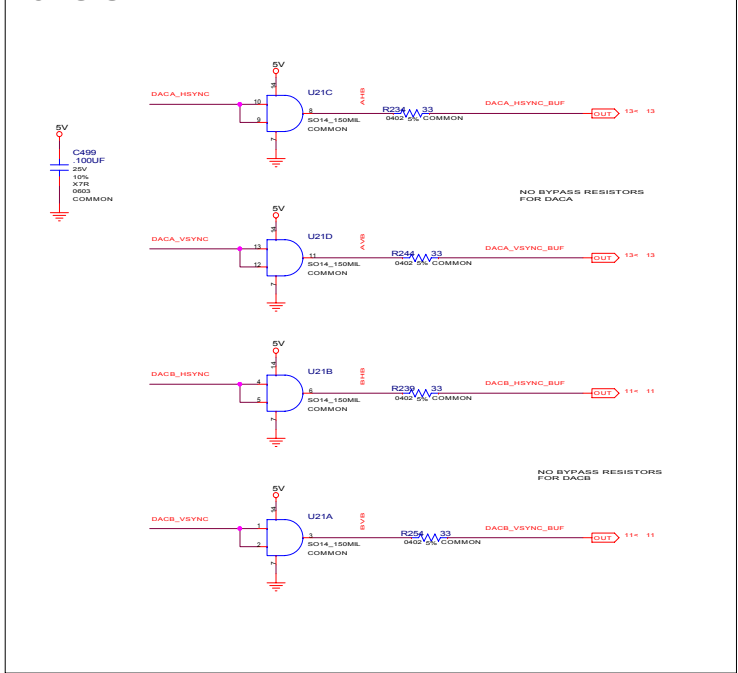 5V
DACA_HSYNC
14
U21C
10
9
8
AHB
R234 33
DACA_HSYNC_BUF
OUT
13< 13
SO14_150MIL
COMMON
0402 5% COMMON
7
5V
C499
.100UF
25V
10%
X7R
0603
COMMON
NO BYPASS RESISTORS
FOR DACA
5V
DACA_VSYNC
14
U21D
13
12
11
AVB
R244 33
DACA_VSYNC_BUF
OUT
13< 13
SO14_150MIL
COMMON
0402 5% COMMON
7
5V
DACB_HSYNC
14
U21B
4
5
6
BHB
R239 33
DACB_HSYNC_BUF
OUT
11< 11
SO14_150MIL
COMMON
0402 5% COMMON
7
NO BYPASS RESISTORS
FOR DACB
5V
DACB_VSYNC
14
U21A
1
2
3
BVB
R254 33
DACB_VSYNC_BUF
OUT
11< 11
SO14_150MIL
COMMON
0402 5% COMMON
7